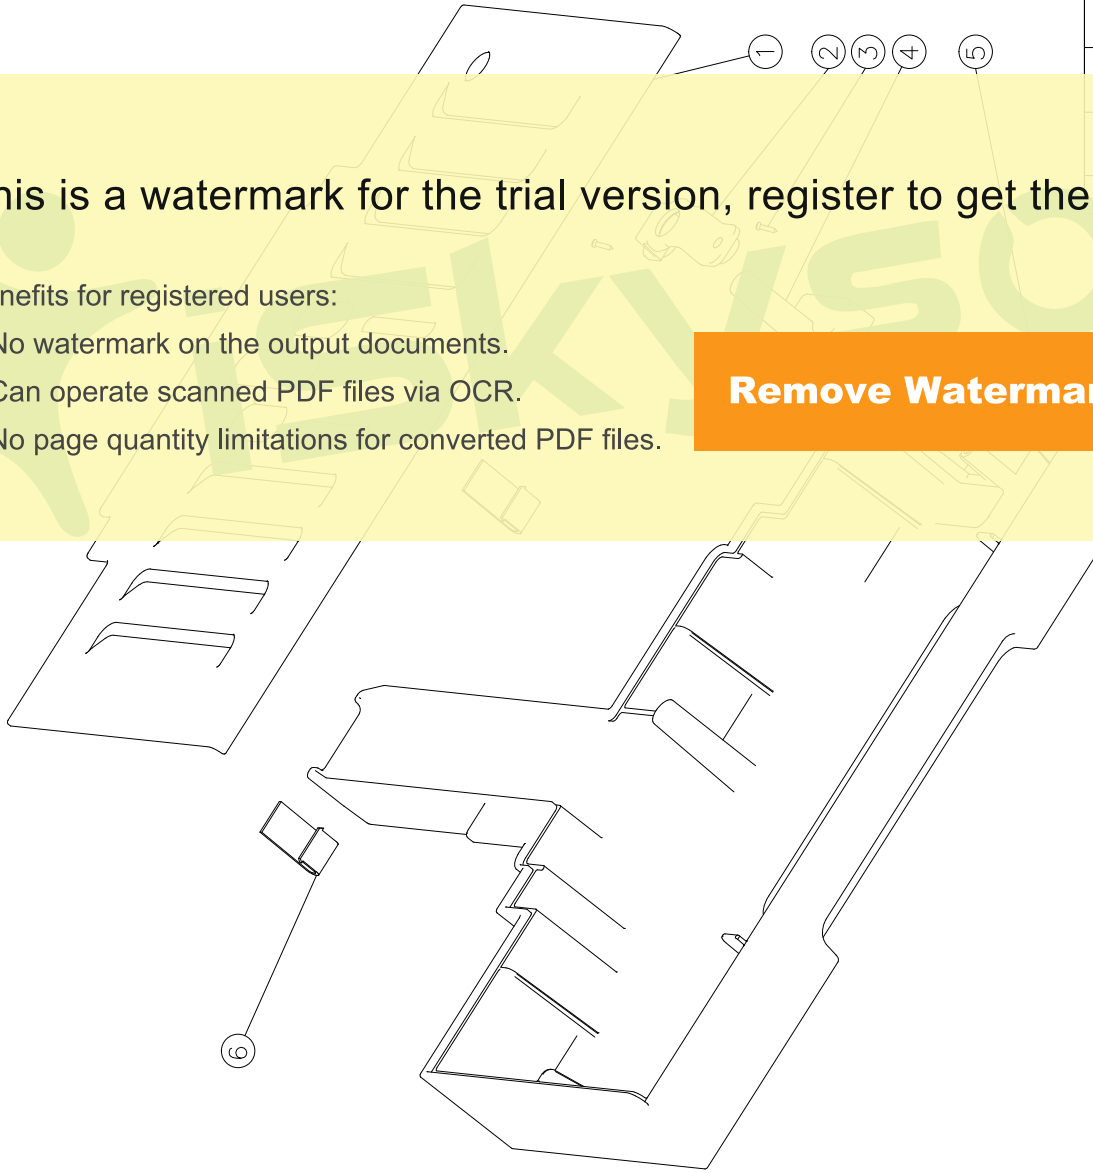 1 2 3 4 5
his is a watermark for the trial version, register to get the
nefits for registered users:
No watermark on the output documents.
Can operate scanned PDF files via OCR.
No page quantity limitations for converted PDF files.
Remove Watermar
iskyso
6